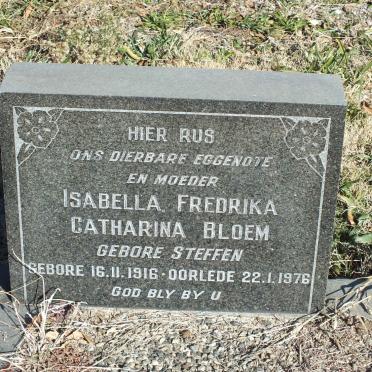 HIER RUS
ONS DIERBARE EGGENOTE
EN MOEDER
ISABELLA FREDRIKA
CATHARINA BLOEM
GEBORE STEFFEN
GEBORE 16.11.1916 · OORLEDE 22.1.1976
GOD BLY BY U